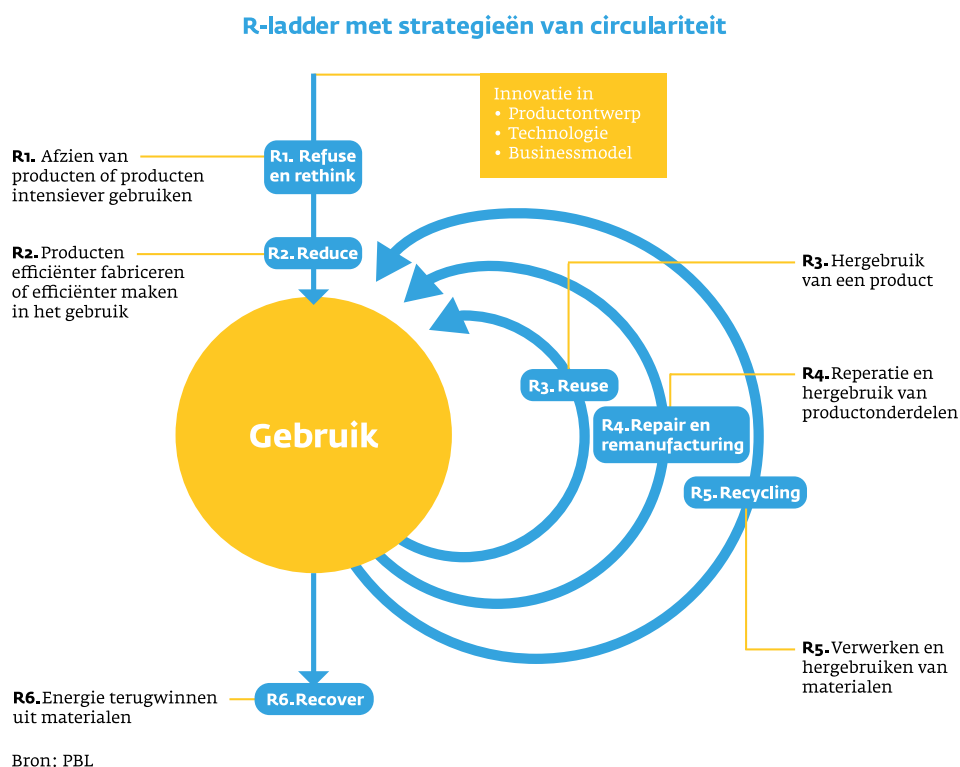 R-ladder met strategieën van circulariteit
Innovatie in
• Productontwerp
• Technologie
• Businessmodel
R1. Afzien van
producten of producten
intensiever gebruiken
R1. Refuse
en rethink
R2. Producten
efficiënter fabriceren
of efficiënter maken
in het gebruik
R2. Reduce
R3. Hergebruik
van een product
R3. Reuse
R4. Reperatie en
hergebruik van
productonderdelen
R4. Repair en
remanufacturing
Gebruik
R5. Recycling
R5. Verwerken en
hergebruiken van
materialen
R6. Energie terugwinnen
uit materialen
R6. Recover
Bron: PBL